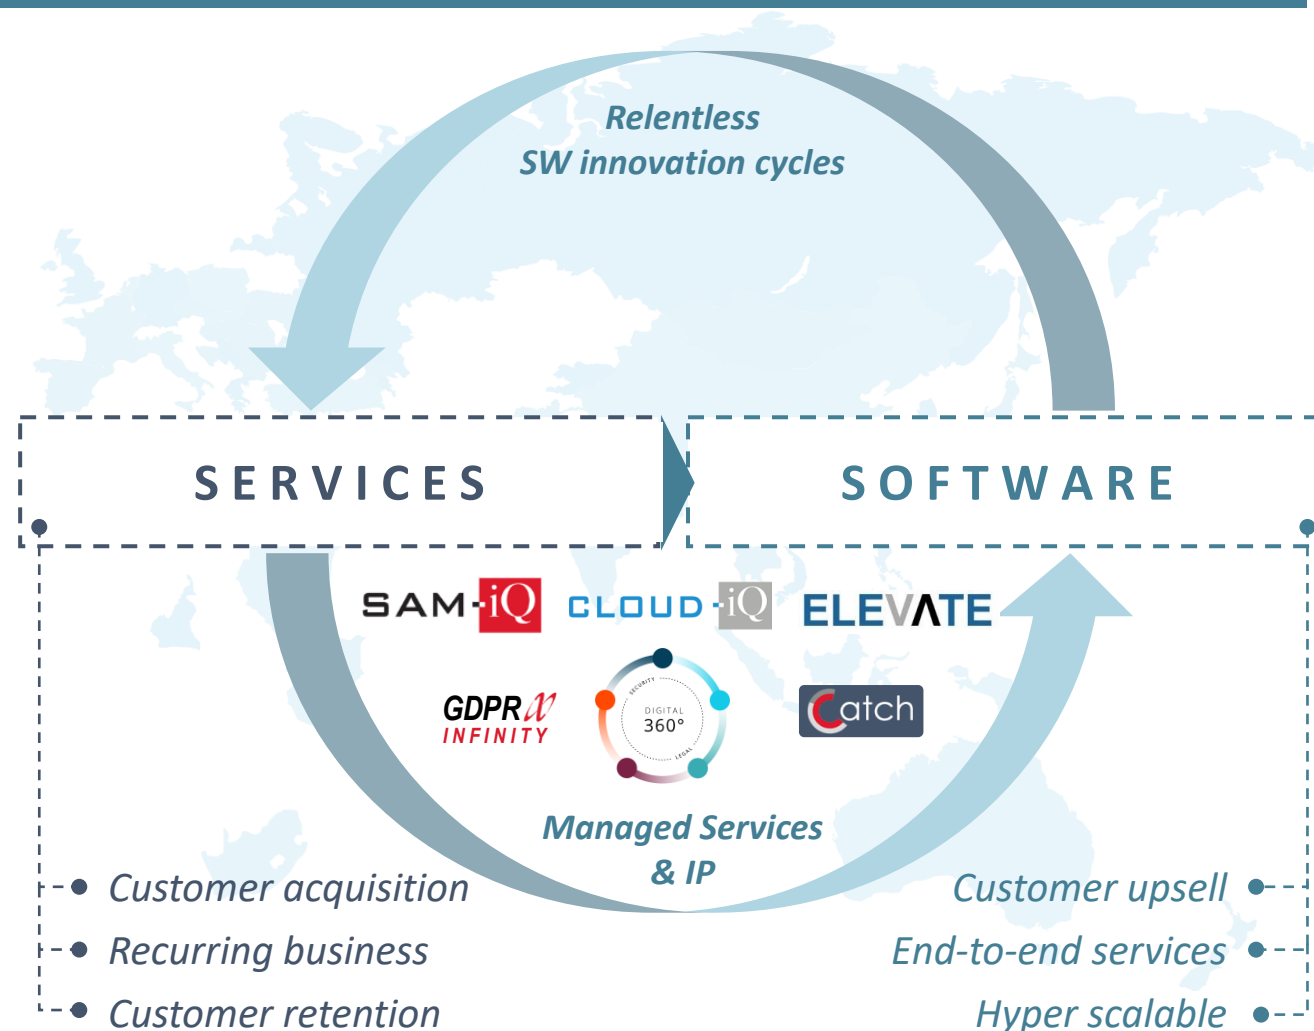 Relentless
SW innovation cycles
SERVICES
SOFTWARE
SAM-iQ
CLOUD-iQ
ELEVATE
GDPR
INFINITY
SECURITY
DIGITAL
360°
LEGAL
Catch
Managed Services
& IP
Customer acquisition
Recurring business
Customer retention
Customer upsell
End-to-end services
Hyper scalable